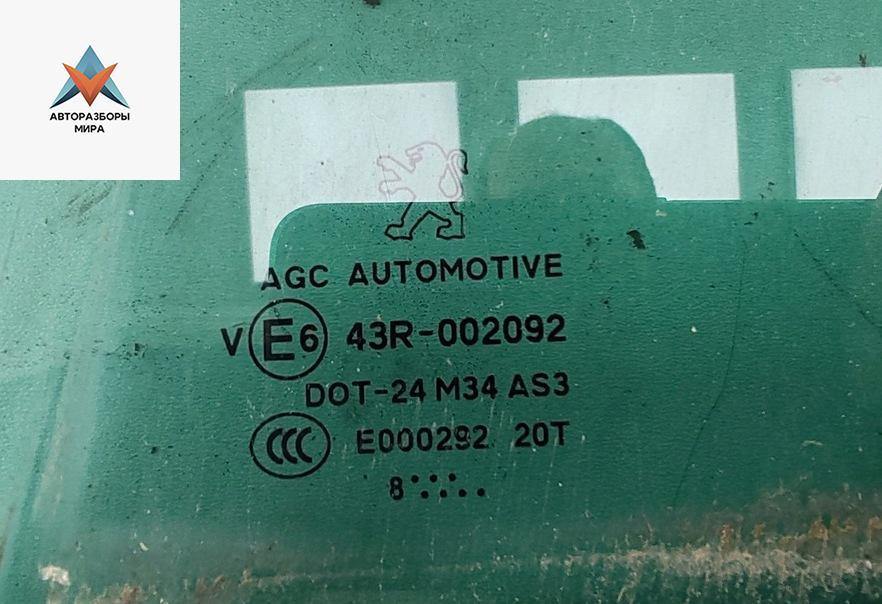 АВТОРАЗБОРЫ
МИРА
AGC AUTOMOTIVE
V E6 43R-002092
DOT-24 M34 AS3
CCC E000292 20T
8